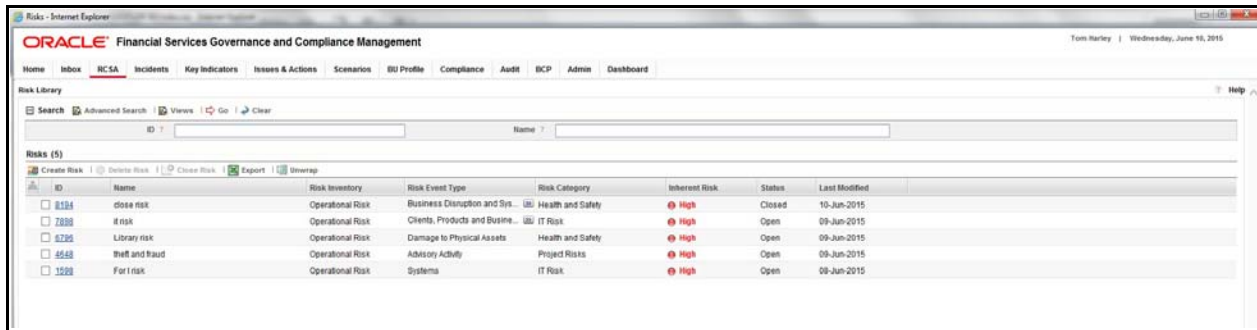 Risks - Internet Explorer
ORACLE Financial Services Governance and Compliance Management
Tom Harley | Wednesday, June 10, 2015
Home Inbox RCSA Incidents Key Indicators Issues & Actions Scenarios BU Profile Compliance Audit BCP Admin Dashboard
Risk Library ? Help
Search Advanced Search | Views | Go | Clear
ID ? Name ?
Risks (5)
Create Risk | Delete Risk | Close Risk | Export | Unwrap
ID Name Risk Inventory Risk Event Type Risk Category Inherent Risk Status Last Modified
8194 close risk Operational Risk Business Disruption and Sys... Health and Safety High Closed 10-Jun-2015
7898 it risk Operational Risk Clients, Products and Busine... IT Risk High Open 09-Jun-2015
6796 Library risk Operational Risk Damage to Physical Assets Health and Safety High Open 09-Jun-2015
4648 theft and fraud Operational Risk Advisory Activity Project Risks High Open 09-Jun-2015
1598 For I risk Operational Risk Systems IT Risk High Open 08-Jun-2015